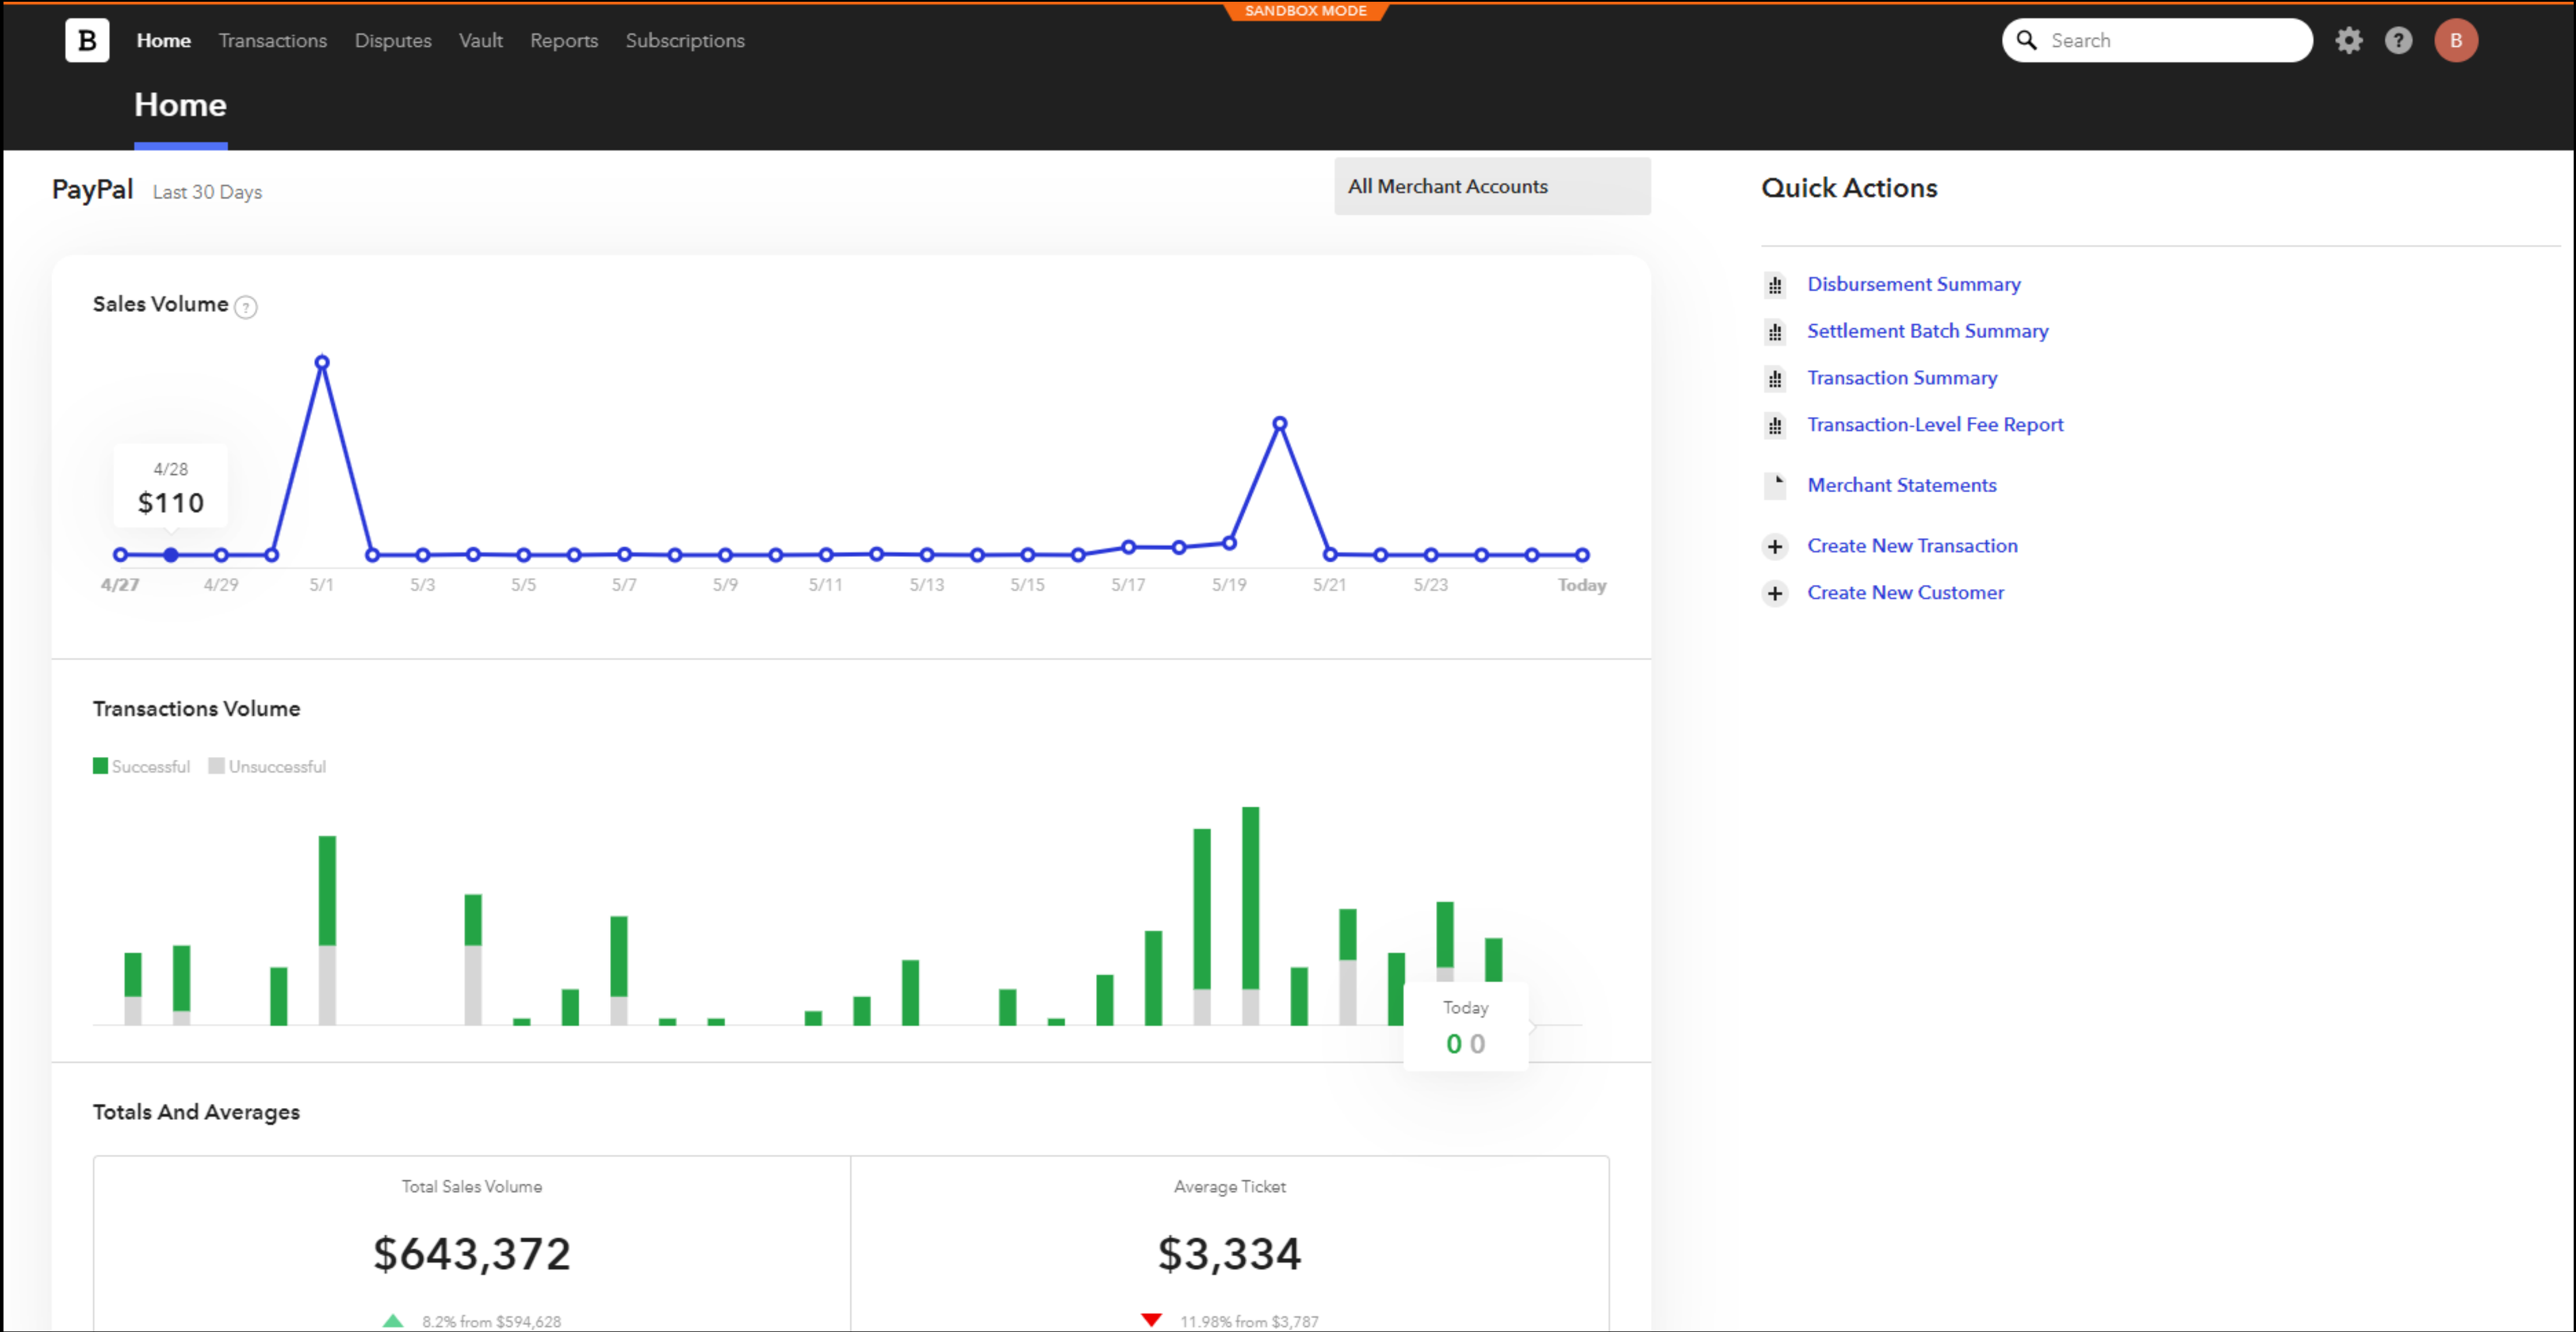 SANDBOX MODE
B Home Transactions Disputes Vault Reports Subscriptions Search ? B
Home
PayPal Last 30 Days All Merchant Accounts
Sales Volume ?
4/28
$110
4/27 4/29 5/1 5/3 5/5 5/7 5/9 5/11 5/13 5/15 5/17 5/19 5/21 5/23 Today
Transactions Volume
Successful Unsuccessful
Today
0 0
Totals And Averages
Total Sales Volume
$643,372
8.2% from $594,628
Average Ticket
$3,334
11.98% from $3,787
Quick Actions
Disbursement Summary
Settlement Batch Summary
Transaction Summary
Transaction-Level Fee Report
Merchant Statements
Create New Transaction
Create New Customer